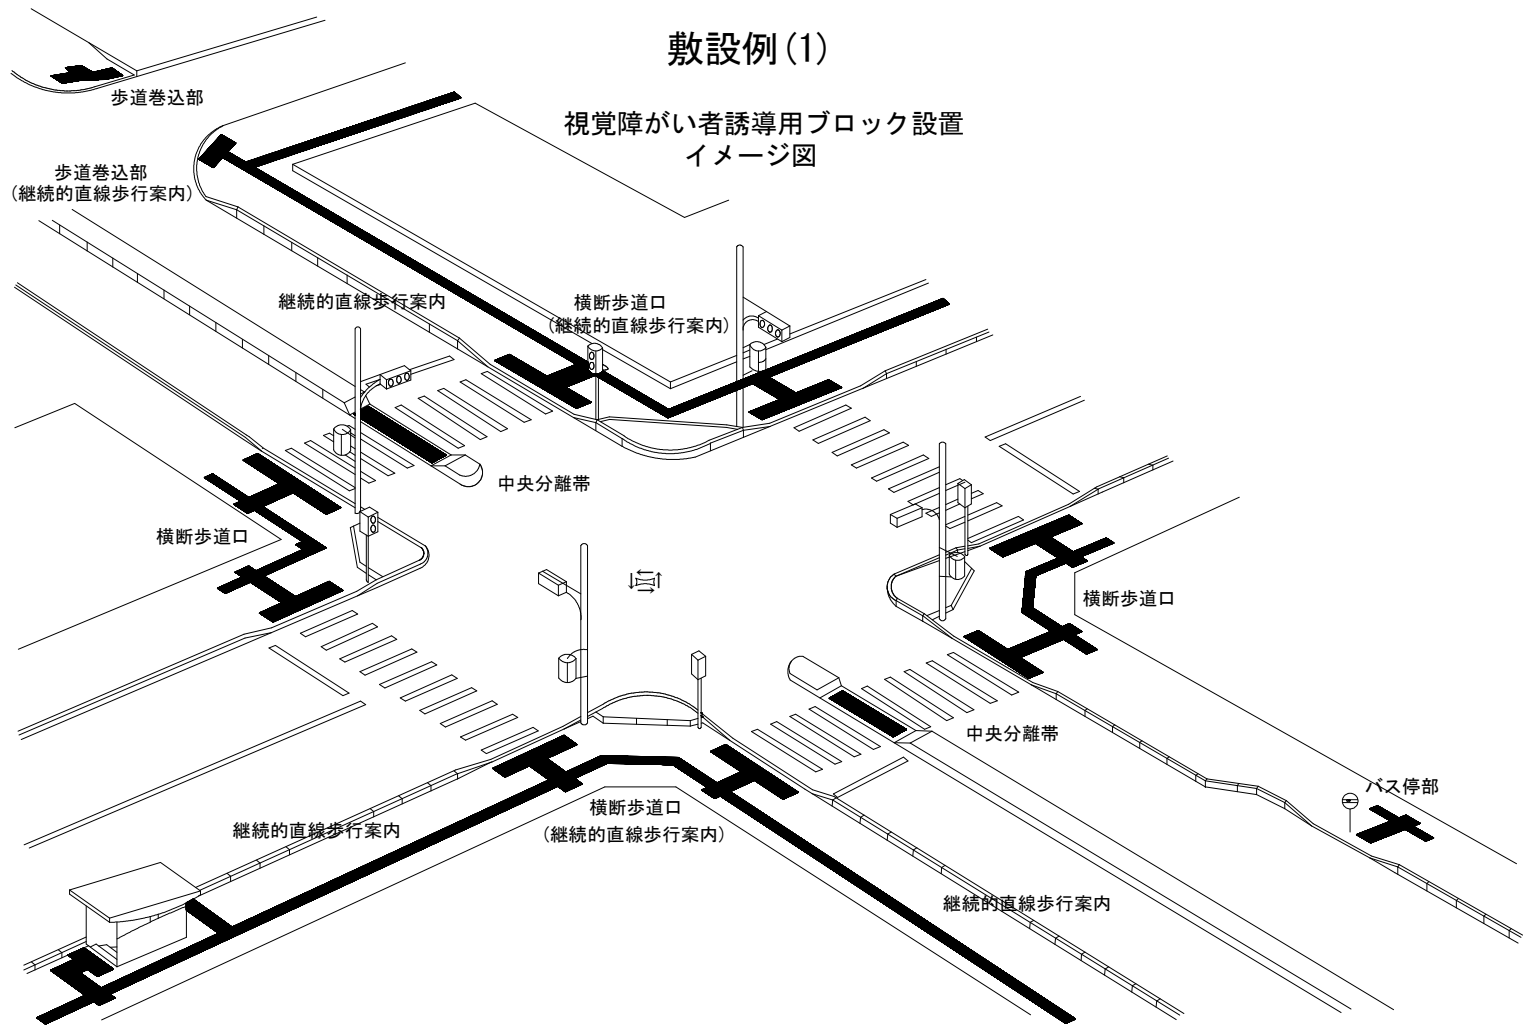 敷設例(1)
視覚障がい者誘導用ブロック設置
イメージ図
歩道巻込部
歩道巻込部
(継続的直線歩行案内)
継続的直線歩行案内
横断歩道口
(継続的直線歩行案内)
中央分離帯
横断歩道口
横断歩道口
中央分離帯
バス停部
横断歩道口
(継続的直線歩行案内)
継続的直線歩行案内
継続的直線歩行案内